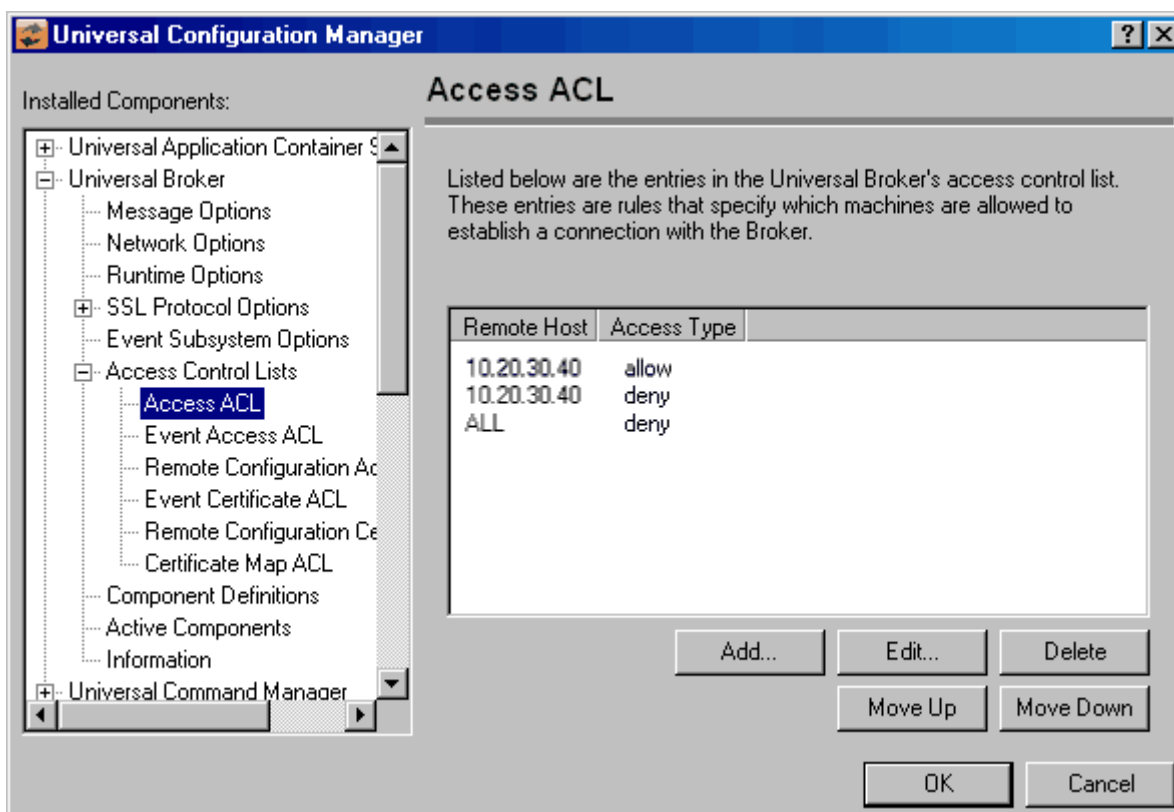 Universal Configuration Manager
Installed Components:
Universal Application Container S
Universal Broker
Message Options
Network Options
Runtime Options
SSL Protocol Options
Event Subsystem Options
Access Control Lists
Access ACL
Event Access ACL
Remote Configuration Ac
Event Certificate ACL
Remote Configuration Ce
Certificate Map ACL
Component Definitions
Active Components
Information
Universal Command Manager
Access ACL
Listed below are the entries in the Universal Broker's access control list.
These entries are rules that specify which machines are allowed to
establish a connection with the Broker.
Remote Host Access Type
10.20.30.40 allow
10.20.30.40 deny
ALL deny
Add... Edit... Delete
Move Up Move Down
OK Cancel